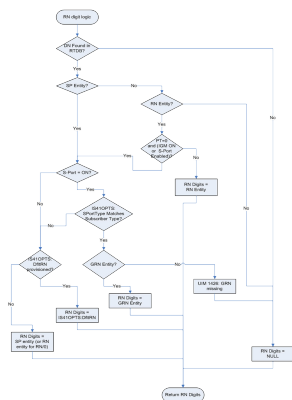 RN digit logic
DN Found in
RTDB?
No
Yes
SP Entity?
No
RN Entity?
Yes
Yes
No
PT=0
and (IGM ON
or S-Port
Enabled)?
Yes
No
S-Port = ON?
RN Digits =
RN Entity
No
Yes
IS41OPTS:
SPortType Matches
Subscriber Type?
No
Yes
IS41OPTS:
DfltRN
provisioned?
GRN Entity?
No
Yes
UIM 1426: GRN
missing
No
Yes
RN Digits =
IS41OPTS:DfltRN
RN Digits =
GRN Entity
RN Digits =
SP entity (or RN
entity for RN/0)
RN Digits =
NULL
Return RN Digits